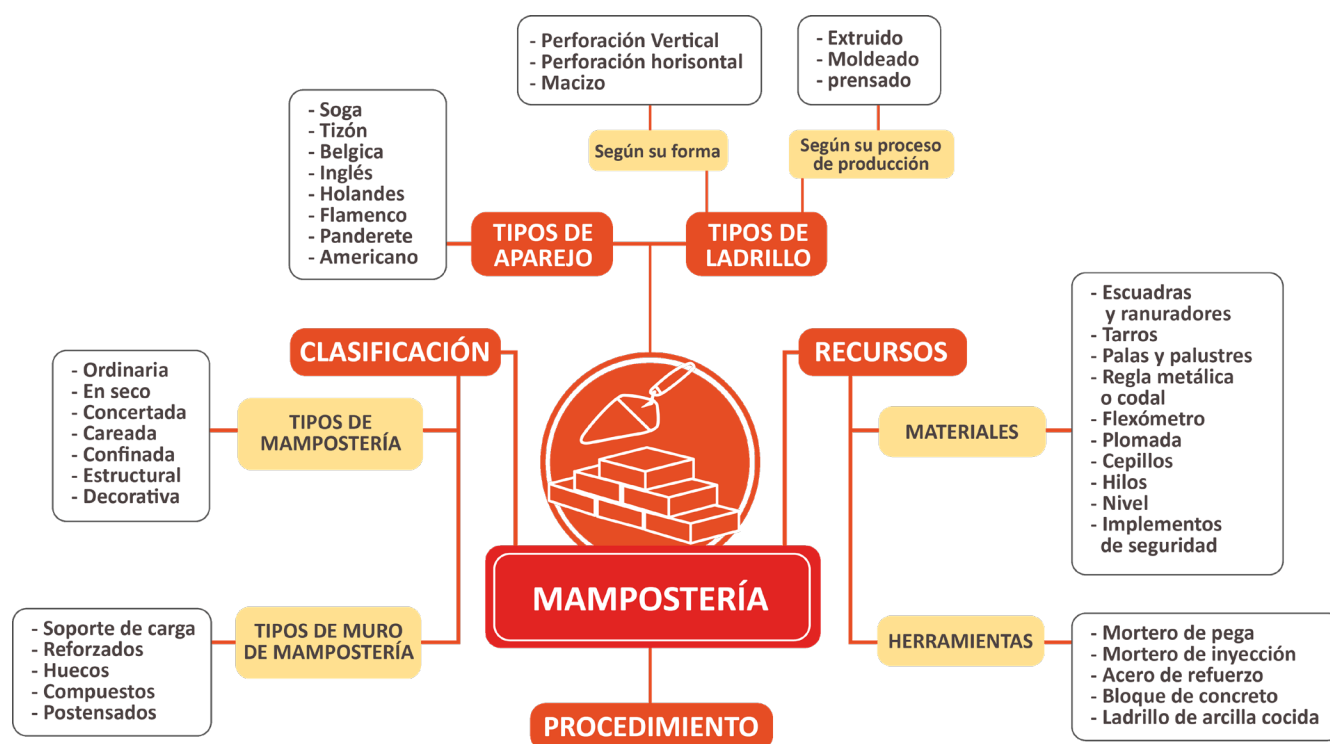 - Perforación Vertical
- Perforación horisontal
- Macizo
- Extruido
- Moldeado
- prensado
Según su forma
Según su proceso
de producción
- Soga
- Tizón
- Belgica
- Inglés
- Holandes
- Flamenco
- Panderete
- Americano
TIPOS DE
APAREJO
TIPOS DE
LADRILLO
CLASIFICACIÓN
- Ordinaria
- En seco
- Concertada
- Careada
- Confinada
- Estructural
- Decorativa
TIPOS DE
MAMPOSTERÍA
- Soporte de carga
- Reforzados
- Huecos
- Compuestos
- Postensados
TIPOS DE MURO
DE MAMPOSTERÍA
RECURSOS
MATERIALES
- Escuadras
y ranuradores
- Tarros
- Palas y palustres
- Regla metálica
o codal
- Flexómetro
- Plomada
- Cepillos
- Hilos
- Nivel
- Implementos
de seguridad
HERRAMIENTAS
- Mortero de pega
- Mortero de inyección
- Acero de refuerzo
- Bloque de concreto
- Ladrillo de arcilla cocida
MAMPOSTERÍA
PROCEDIMIENTO